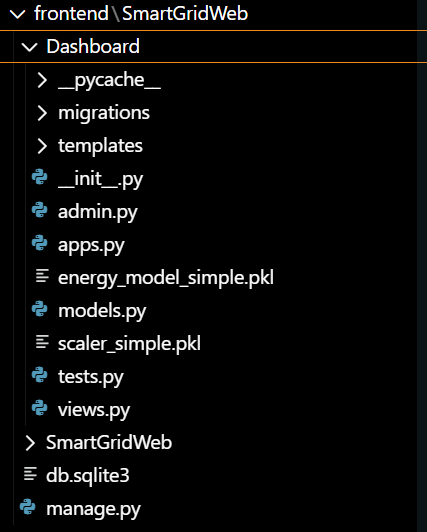 frontend\SmartGridWeb
Dashboard
__pycache__
migrations
templates
__init__.py
admin.py
apps.py
energy_model_simple.pkl
models.py
scaler_simple.pkl
tests.py
views.py
SmartGridWeb
db.sqlite3
manage.py